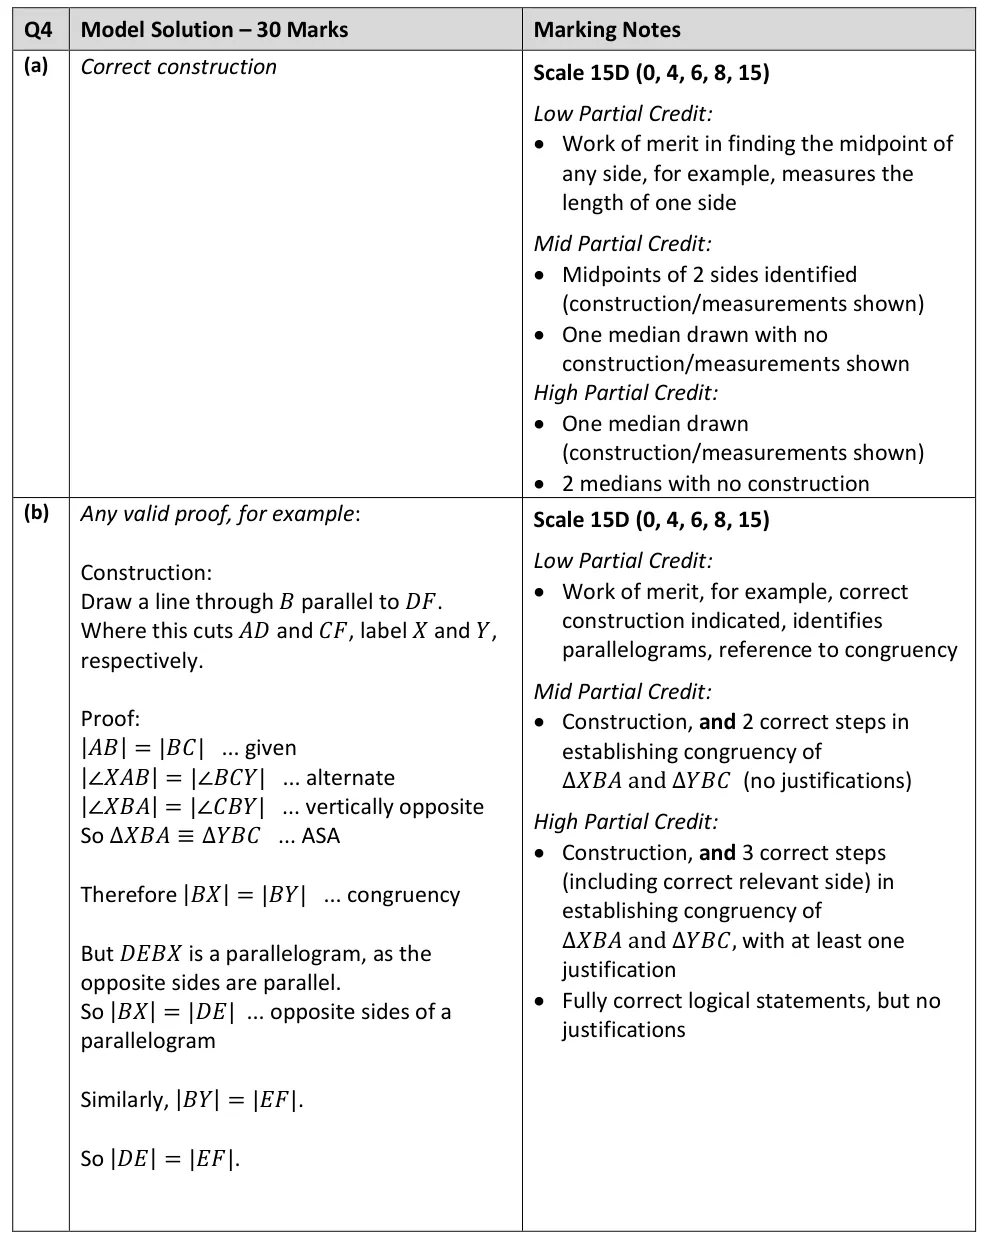 Q4 Model Solution – 30 Marks Marking Notes
(a) Correct construction
Scale 15D (0, 4, 6, 8, 15)
Low Partial Credit:
• Work of merit in finding the midpoint of
any side, for example, measures the
length of one side
Mid Partial Credit:
• Midpoints of 2 sides identified
(construction/measurements shown)
• One median drawn with no
construction/measurements shown
High Partial Credit:
• One median drawn
(construction/measurements shown)
• 2 medians with no construction
(b) Any valid proof, for example:
Construction:
Draw a line through B parallel to DF.
Where this cuts AD and CF, label X and Y,
respectively.
Proof:
|AB| = |BC| ... given
|∠XAB| = |∠BCY| ... alternate
|∠XBA| = |∠CBY| ... vertically opposite
So ΔXBA ≡ ΔYBC ... ASA
Therefore |BX| = |BY| ... congruency
But DEBX is a parallelogram, as the
opposite sides are parallel.
So |BX| = |DE| ... opposite sides of a
parallelogram
Similarly, |BY| = |EF|.
So |DE| = |EF|.
Scale 15D (0, 4, 6, 8, 15)
Low Partial Credit:
• Work of merit, for example, correct
construction indicated, identifies
parallelograms, reference to congruency
Mid Partial Credit:
• Construction, and 2 correct steps in
establishing congruency of
ΔXBA and ΔYBC (no justifications)
High Partial Credit:
• Construction, and 3 correct steps
(including correct relevant side) in
establishing congruency of
ΔXBA and ΔYBC, with at least one
justification
• Fully correct logical statements, but no
justifications